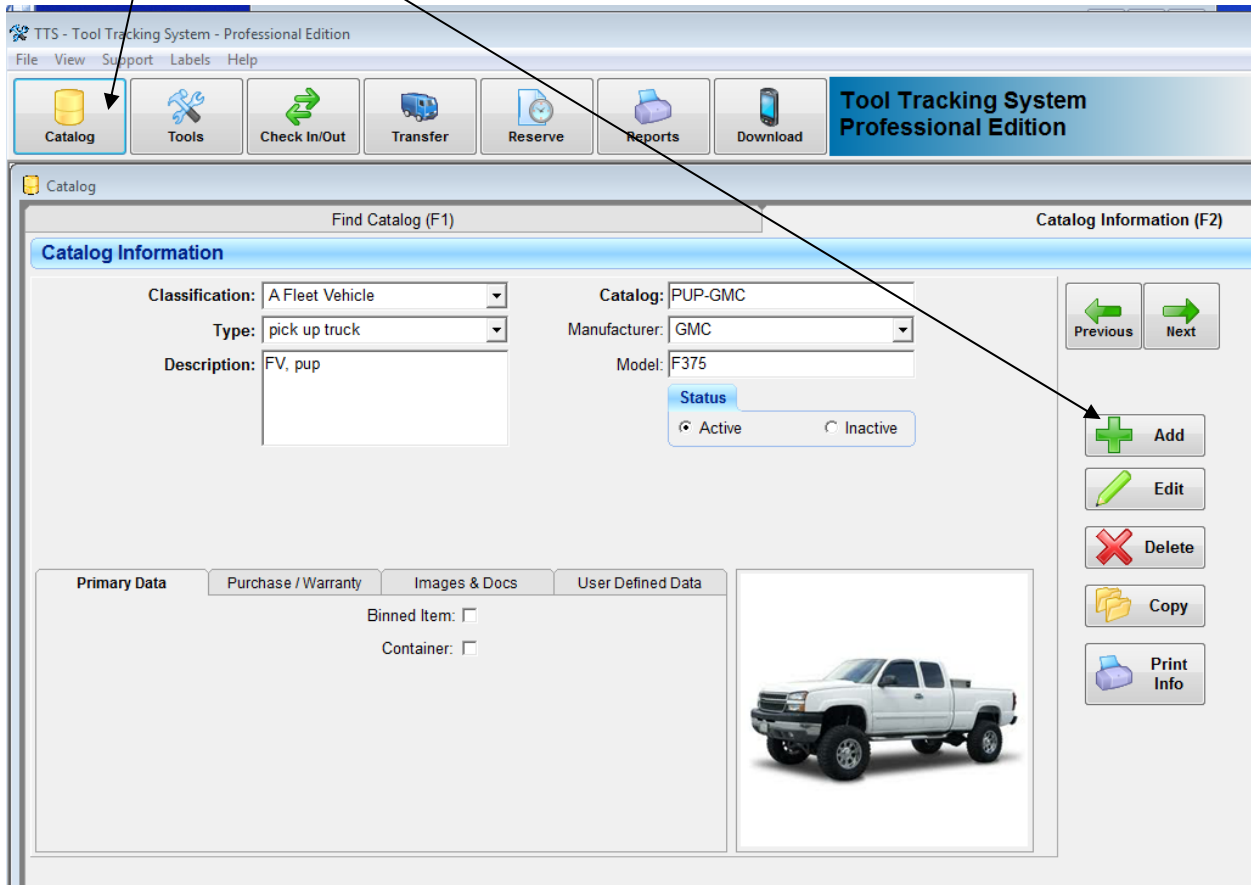 TTS - Tool Tracking System - Professional Edition
File View Support Labels Help
Catalog Tools Check In/Out Transfer Reserve Reports Download
Tool Tracking System
Professional Edition
Catalog
Find Catalog (F1) Catalog Information (F2)
Catalog Information
Classification: A Fleet Vehicle Catalog: PUP-GMC
Previous Next
Type: pick up truck Manufacturer: GMC
Description: FV, pup Model: F375
Status
Active Inactive
Add
Edit
Delete
Copy
Print
Info
Primary Data Purchase / Warranty Images & Docs User Defined Data
Binned Item:
Container: